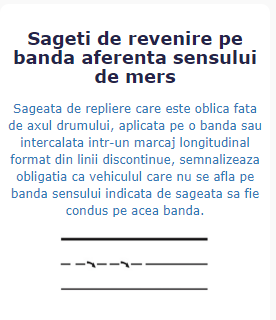 Sageti de revenire pe
banda aferenta sensului
de mers
Sageata de repliere care este oblica fata
de axul drumului, aplicata pe o banda sau
intercalata intr-un marcaj longitudinal
format din linii discontinue, semnalizeaza
obligatia ca vehiculul care nu se afla pe
banda sensului indicata de sageata sa fie
condus pe acea banda.